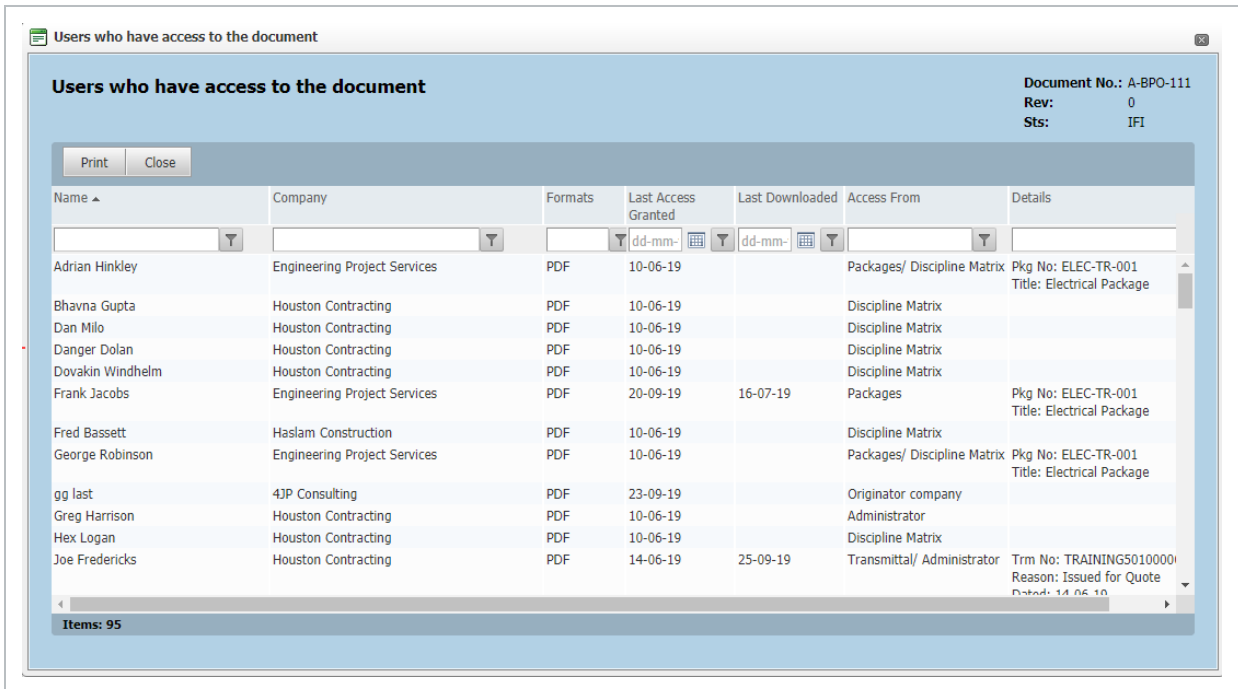 Users who have access to the document
Users who have access to the document
Document No.: A-BPO-111
Rev: 0
Sts: IFI
Print Close
Name Company Formats Last Access Granted Last Downloaded Access From Details
dd-mm- dd-mm-
Adrian Hinkley Engineering Project Services PDF 10-06-19 Packages/ Discipline Matrix Pkg No: ELEC-TR-001
Title: Electrical Package
Bhavna Gupta Houston Contracting PDF 10-06-19 Discipline Matrix
Dan Milo Houston Contracting PDF 10-06-19 Discipline Matrix
Danger Dolan Houston Contracting PDF 10-06-19 Discipline Matrix
Dovakin Windhelm Houston Contracting PDF 10-06-19 Discipline Matrix
Frank Jacobs Engineering Project Services PDF 20-09-19 16-07-19 Packages Pkg No: ELEC-TR-001
Title: Electrical Package
Fred Bassett Haslam Construction PDF 10-06-19 Discipline Matrix
George Robinson Engineering Project Services PDF 10-06-19 Packages/ Discipline Matrix Pkg No: ELEC-TR-001
Title: Electrical Package
gg last 4JP Consulting PDF 23-09-19 Originator company
Greg Harrison Houston Contracting PDF 10-06-19 Administrator
Hex Logan Houston Contracting PDF 10-06-19 Discipline Matrix
Joe Fredericks Houston Contracting PDF 14-06-19 25-09-19 Transmittal/ Administrator Trm No: TRAINING50100000
Reason: Issued for Quote
Dated: 14-06-19
Items: 95